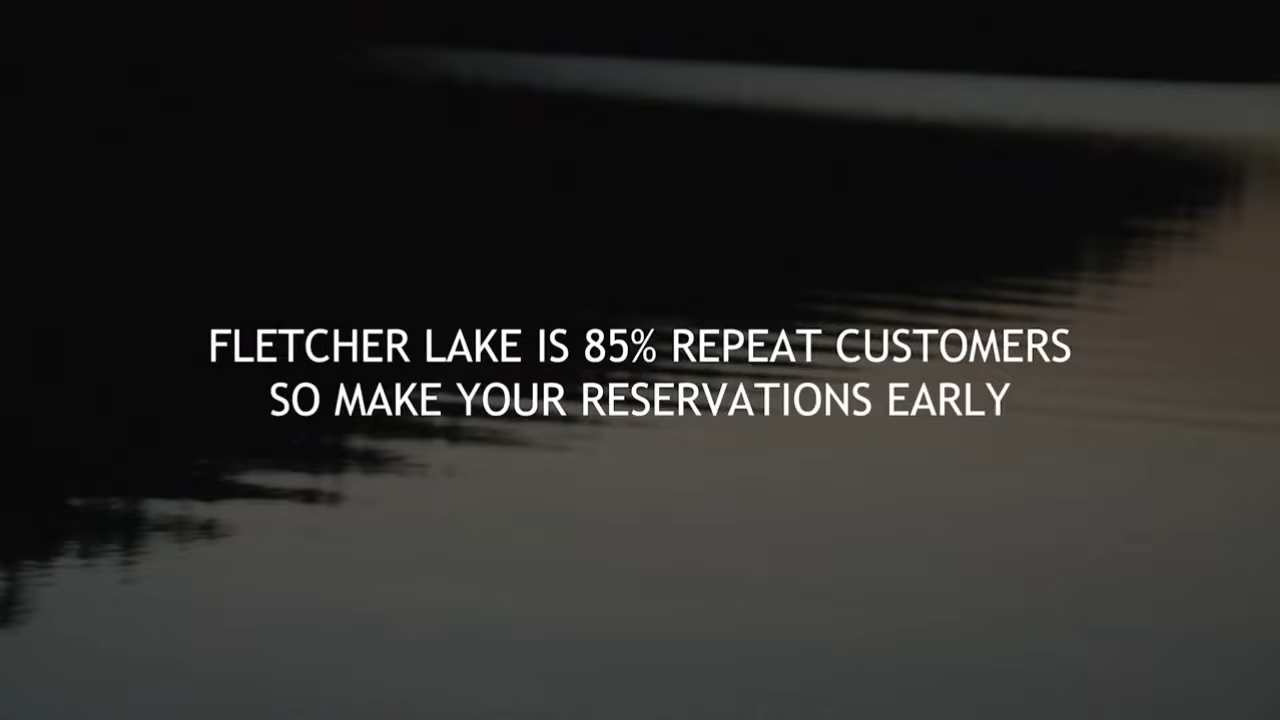 FLETCHER LAKE IS 85% REPEAT CUSTOMERS
SO MAKE YOUR RESERVATIONS EARLY